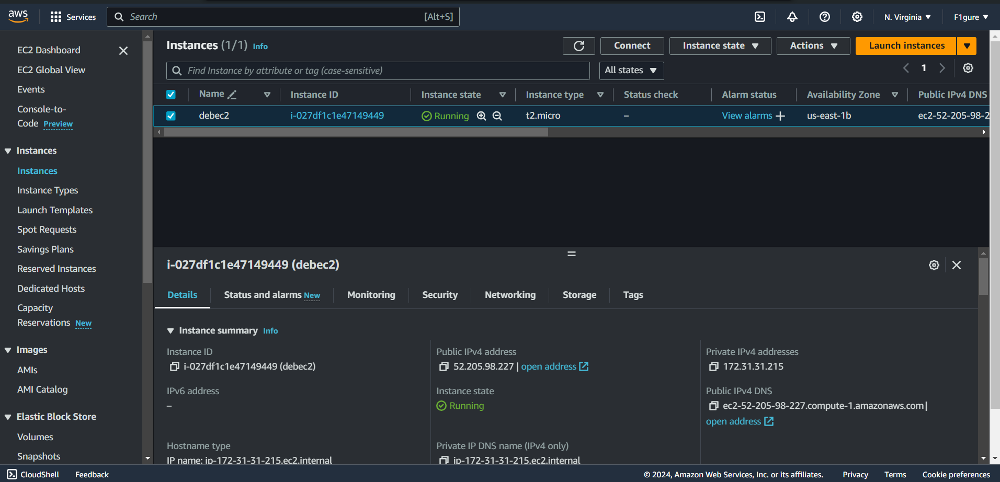 aws
Services
Search
[Alt+S]
N. Virginia
F1gure
EC2 Dashboard
EC2 Global View
Events
Console-to-
Code Preview
Instances
Instances
Instance Types
Launch Templates
Spot Requests
Savings Plans
Reserved Instances
Dedicated Hosts
Capacity
Reservations New
Images
AMIs
AMI Catalog
Elastic Block Store
Volumes
Snapshots
Instances (1/1) Info
Connect
Instance state
Actions
Launch instances
Find Instance by attribute or tag (case-sensitive)
All states
1
Name Instance ID Instance state Instance type Status check Alarm status Availability Zone Public IPv4 DNS
debec2 i-027df1c1e47149449 Running t2.micro – View alarms + us-east-1b ec2-52-205-98-2
i-027df1c1e47149449 (debec2)
Details
Status and alarms New
Monitoring
Security
Networking
Storage
Tags
Instance summary Info
Instance ID
i-027df1c1e47149449 (debec2)
Public IPv4 address
52.205.98.227 | open address
Private IPv4 addresses
172.31.31.215
IPv6 address
–
Instance state
Running
Public IPv4 DNS
ec2-52-205-98-227.compute-1.amazonaws.com |
open address
Hostname type
IP name: ip-172-31-31-215.ec2.internal
Private IP DNS name (IPv4 only)
ip-172-31-31-215.ec2.internal
CloudShell
Feedback
© 2024, Amazon Web Services, Inc. or its affiliates.
Privacy
Terms
Cookie preferences